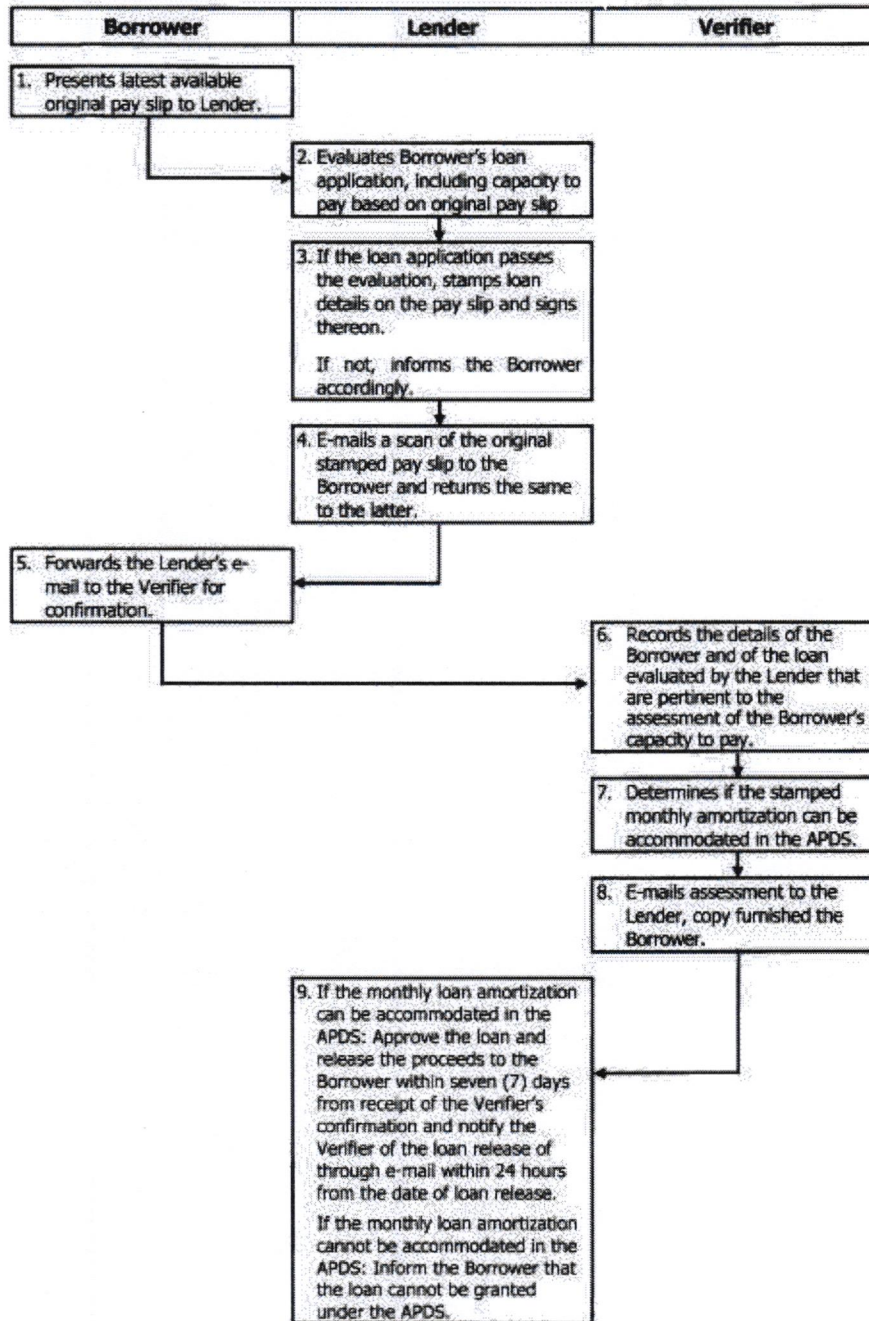 Borrower Lender Verifier
1. Presents latest available
original pay slip to Lender.
2. Evaluates Borrower's loan
application, including capacity to
pay based on original pay slip
3. If the loan application passes
the evaluation, stamps loan
details on the pay slip and signs
thereon.
If not, informs the Borrower
accordingly.
4. E-mails a scan of the original
stamped pay slip to the
Borrower and returns the same
to the latter.
5. Forwards the Lender's e-
mail to the Verifier for
confirmation.
6. Records the details of the
Borrower and of the loan
evaluated by the Lender that
are pertinent to the
assessment of the Borrower's
capacity to pay.
7. Determines if the stamped
monthly amortization can be
accommodated in the APDS.
8. E-mails assessment to the
Lender, copy furnished the
Borrower.
9. If the monthly loan amortization
can be accommodated in the
APDS: Approve the loan and
release the proceeds to the
Borrower within seven (7) days
from receipt of the Verifier's
confirmation and notify the
Verifier of the loan release of
through e-mail within 24 hours
from the date of loan release.
If the monthly loan amortization
cannot be accommodated in the
APDS: Inform the Borrower that
the loan cannot be granted
under the APDS.